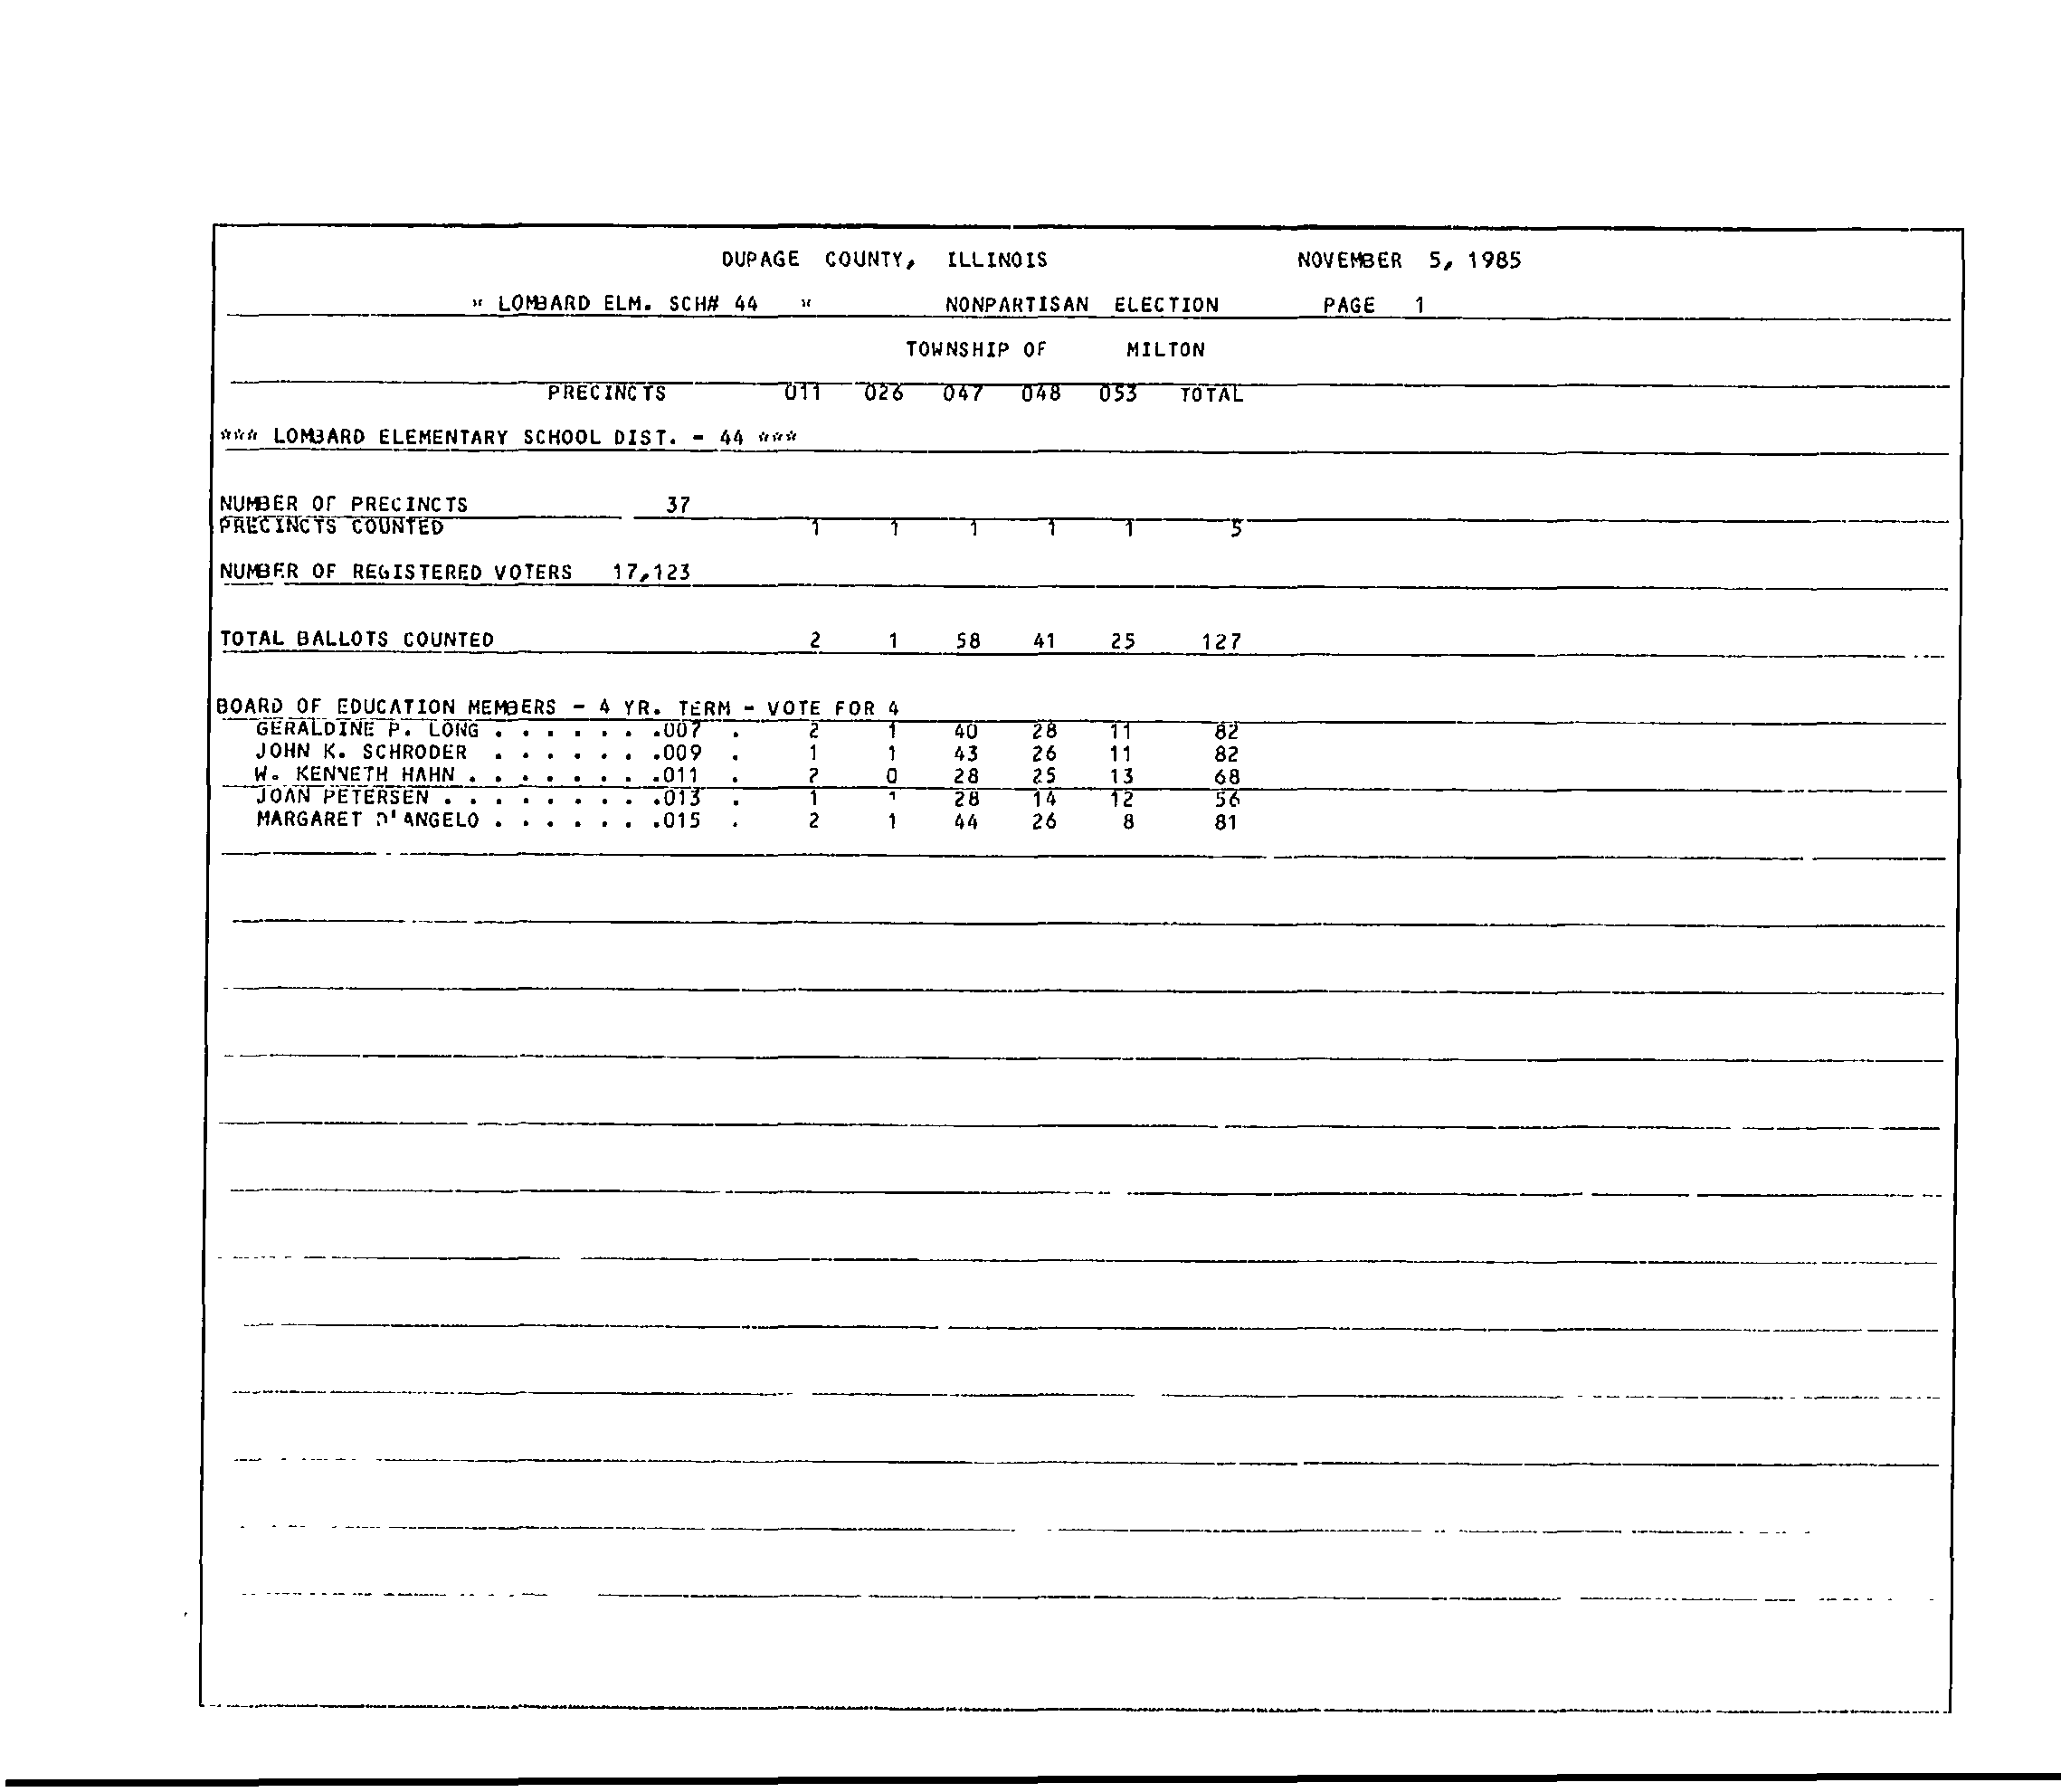 DUPAGE COUNTY, ILLINOIS NOVEMBER 5, 1985
* LOMBARD ELM. SCH# 44 * NONPARTISAN ELECTION PAGE 1
TOWNSHIP OF MILTON
PRECINCTS 011 026 047 048 053 TOTAL
*** LOMBARD ELEMENTARY SCHOOL DIST. - 44 ***
NUMBER OF PRECINCTS 37
PRECINCTS COUNTED 1 1 1 1 1 5
NUMBER OF REGISTERED VOTERS 17,123
TOTAL BALLOTS COUNTED 2 1 58 41 25 127
BOARD OF EDUCATION MEMBERS - 4 YR. TERM - VOTE FOR 4
GERALDINE P. LONG . . . . . . .007 . 2 1 40 28 11 82
JOHN K. SCHRODER . . . . . . .009 . 1 1 43 26 11 82
W. KENNETH HAHN . . . . . . . .011 . 2 0 28 25 13 68
JOAN PETERSEN . . . . . . . . .013 . 1 1 28 14 12 56
MARGARET D'ANGELO . . . . . . .015 . 2 1 44 26 8 81